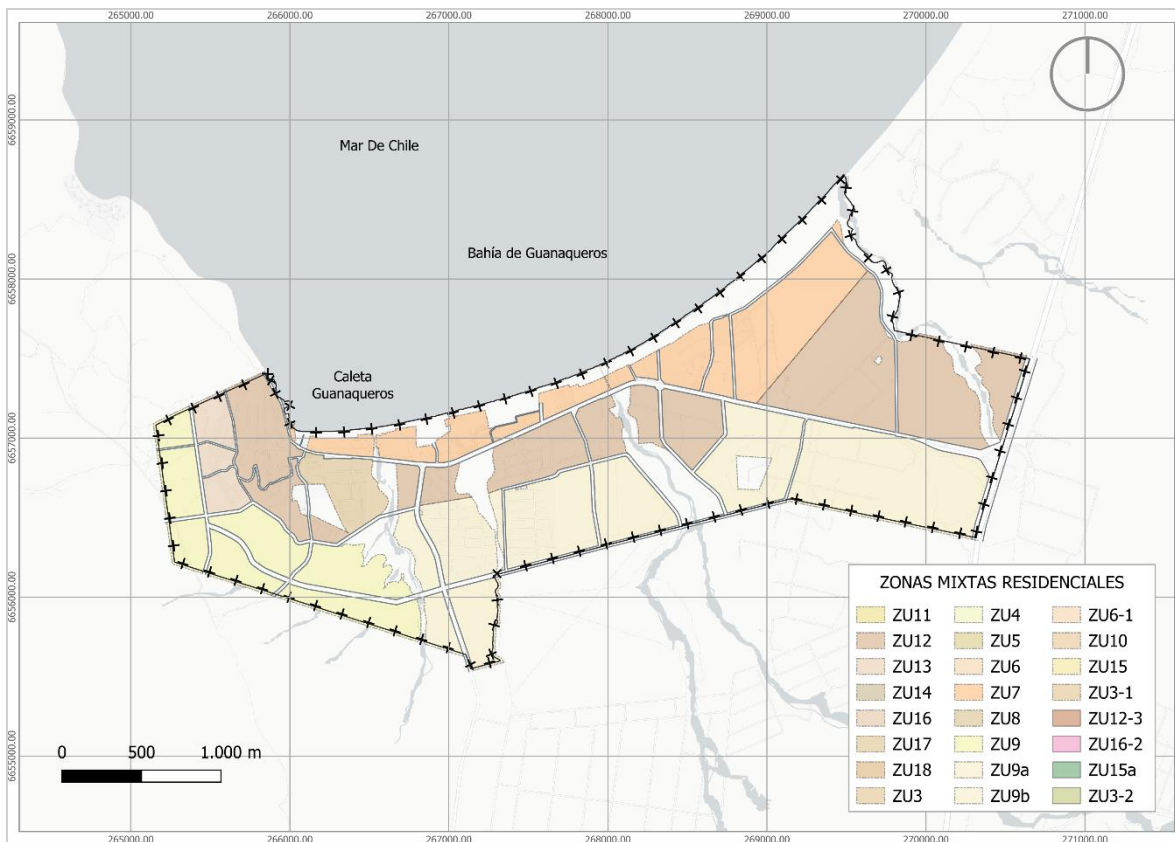 265000.00 266000.00 267000.00 268000.00 269000.00 270000.00 271000.00
6659000.00
Mar De Chile
Bahía de Guanaqueros
6658000.00
Caleta
Guanaqueros
6657000.00
6656000.00
ZONAS MIXTAS RESIDENCIALES
ZU11 ZU4 ZU6-1
ZU12 ZU5 ZU10
ZU13 ZU6 ZU15
ZU14 ZU7 ZU3-1
ZU16 ZU8 ZU12-3
ZU17 ZU9 ZU16-2
ZU18 ZU9a ZU15a
ZU3 ZU9b ZU3-2
0 500 1.000 m
6655000.00
265000.00 266000.00 267000.00 268000.00 269000.00 270000.00 271000.00